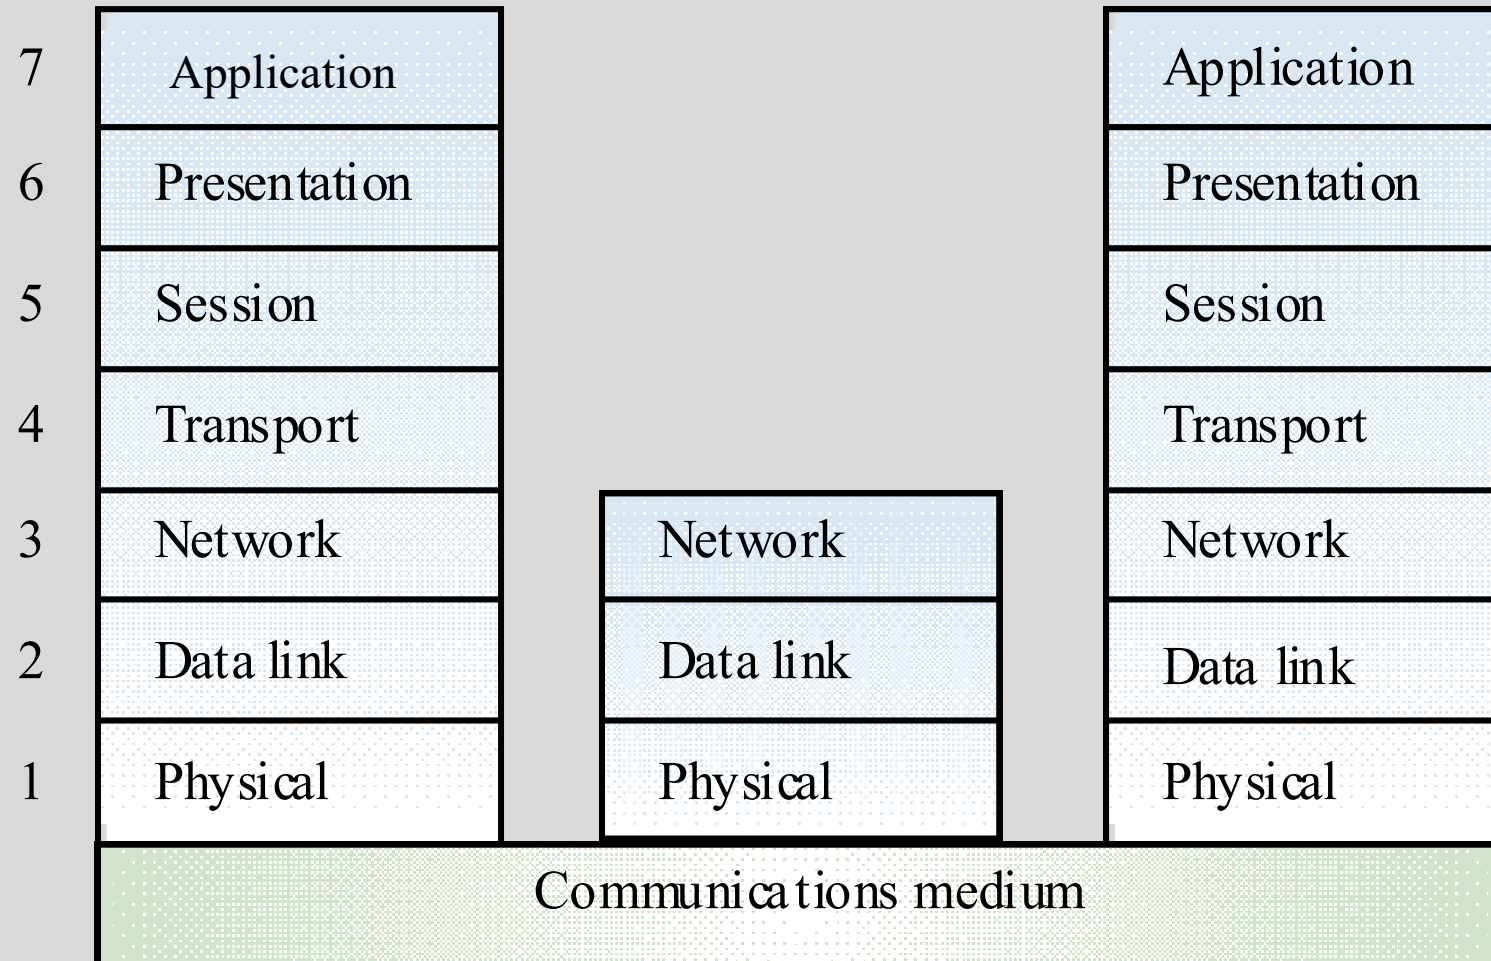 7 Application Application
6 Presentation Presentation
5 Session Session
4 Transport Transport
3 Network Network Network
2 Data link Data link Data link
1 Physical Physical Physical
Communications medium